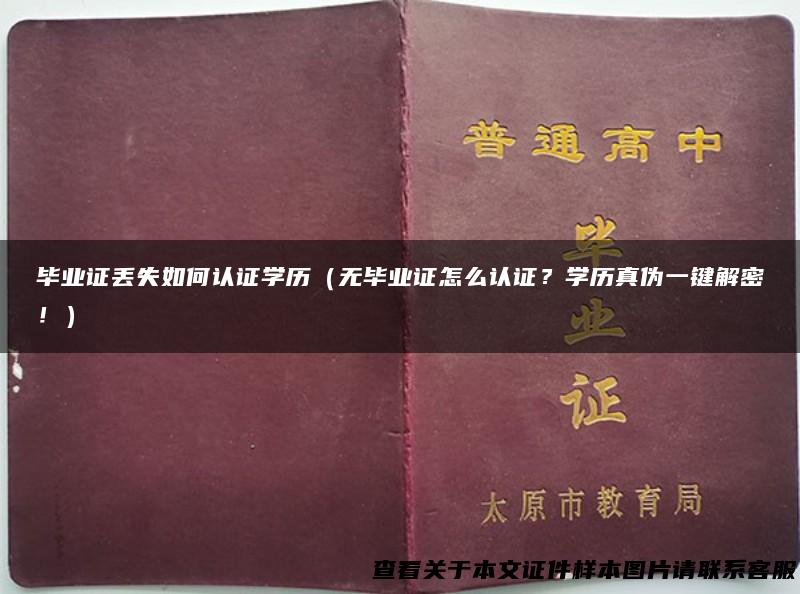 普通高中
毕业证
毕业证丢失如何认证学历（无毕业证怎么认证？学历真伪一键解密
！）
太原市教育局
查看关于本文证件样本图片请联系客服